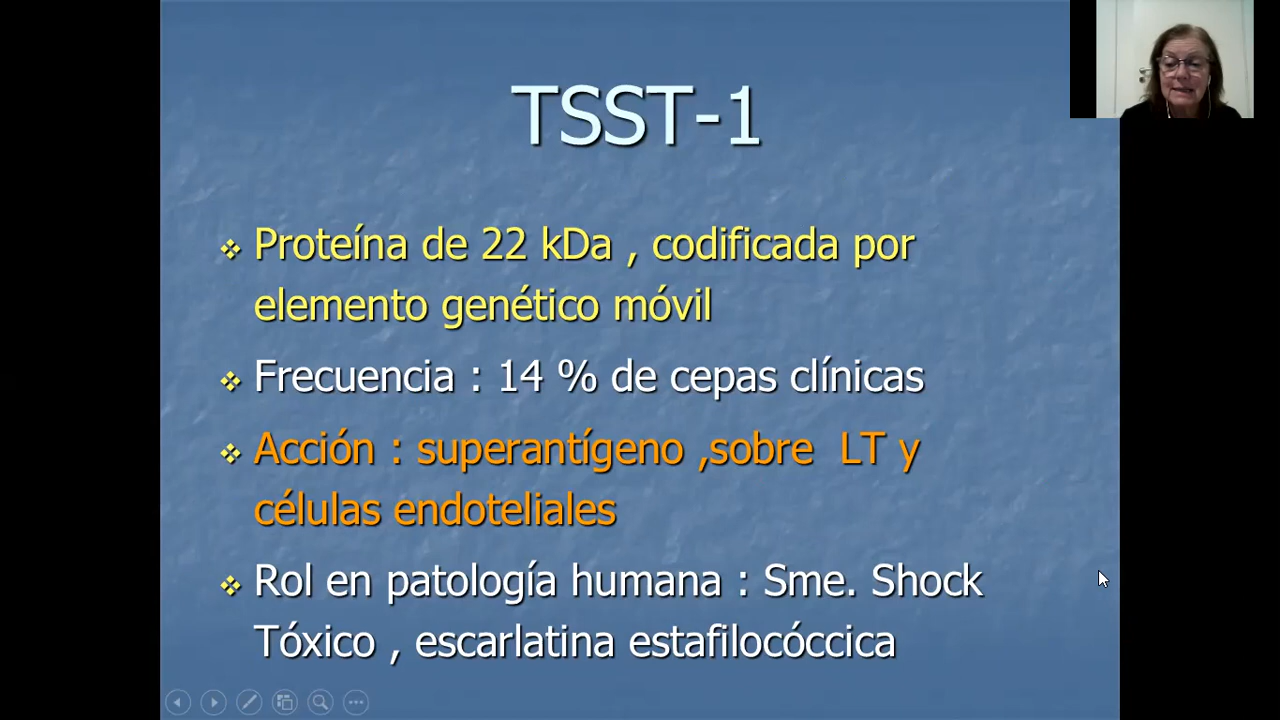 TSST-1
Proteína de 22 kDa , codificada por
elemento genético móvil
Frecuencia : 14 % de cepas clínicas
Acción : superantígeno ,sobre  LT y
células endoteliales
Rol en patología humana : Sme. Shock
Tóxico , escarlatina estafilocóccica